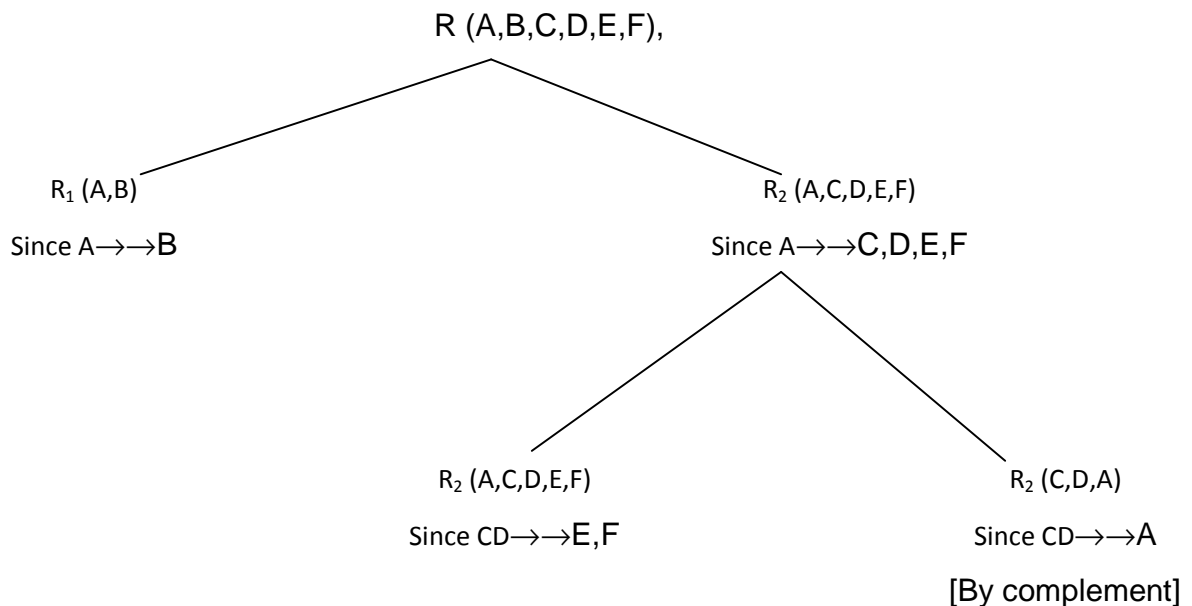 R (A,B,C,D,E,F),
R₁ (A,B)
Since A→→B
R₂ (A,C,D,E,F)
Since A→→C,D,E,F
R₂ (A,C,D,E,F)
Since CD→→E,F
R₂ (C,D,A)
Since CD→→A
[By complement]